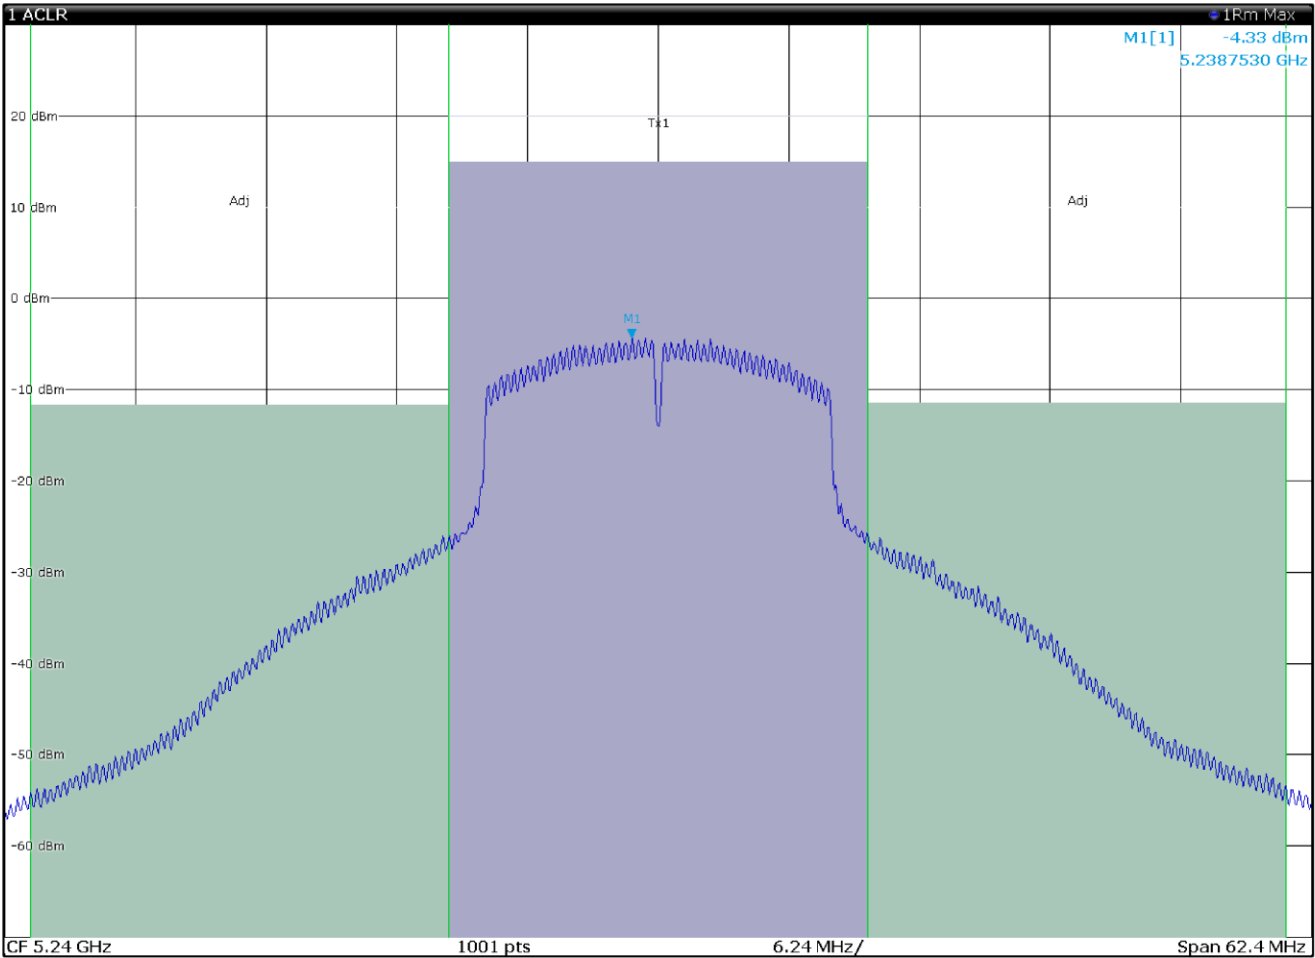 1 ACLR
1Rm Max
M1[1] -4.33 dBm
5.2387530 GHz
20 dBm
Tx1
Adj
Adj
10 dBm
0 dBm
M1
-10 dBm
-20 dBm
-30 dBm
-40 dBm
-50 dBm
-60 dBm
CF 5.24 GHz
1001 pts
6.24 MHz/
Span 62.4 MHz